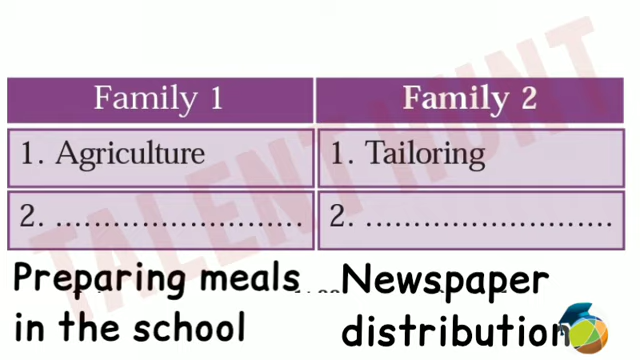 TALENT HUNT
Family 1 Family 2
1. Agriculture 1. Tailoring
2. .......................... 2. ..........................
Preparing meals Newspaper
in the school distribution